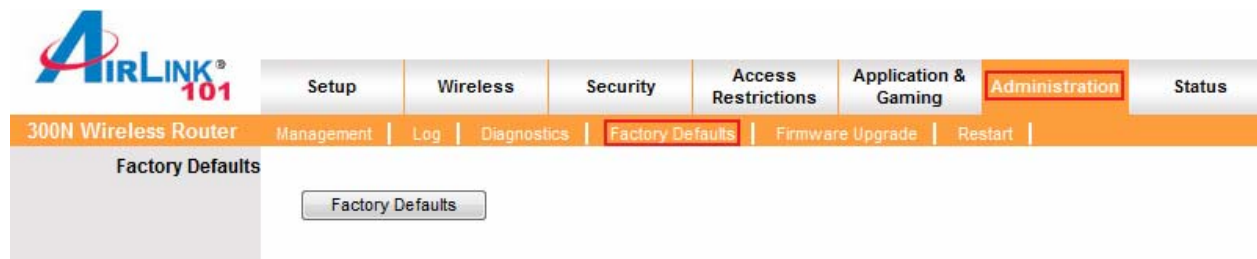 AIRLINK®
101
Setup
Wireless
Security
Access
Restrictions
Application &
Gaming
Administration
Status
300N Wireless Router
Management | Log | Diagnostics | Factory Defaults | Firmware Upgrade | Restart |
Factory Defaults
Factory Defaults